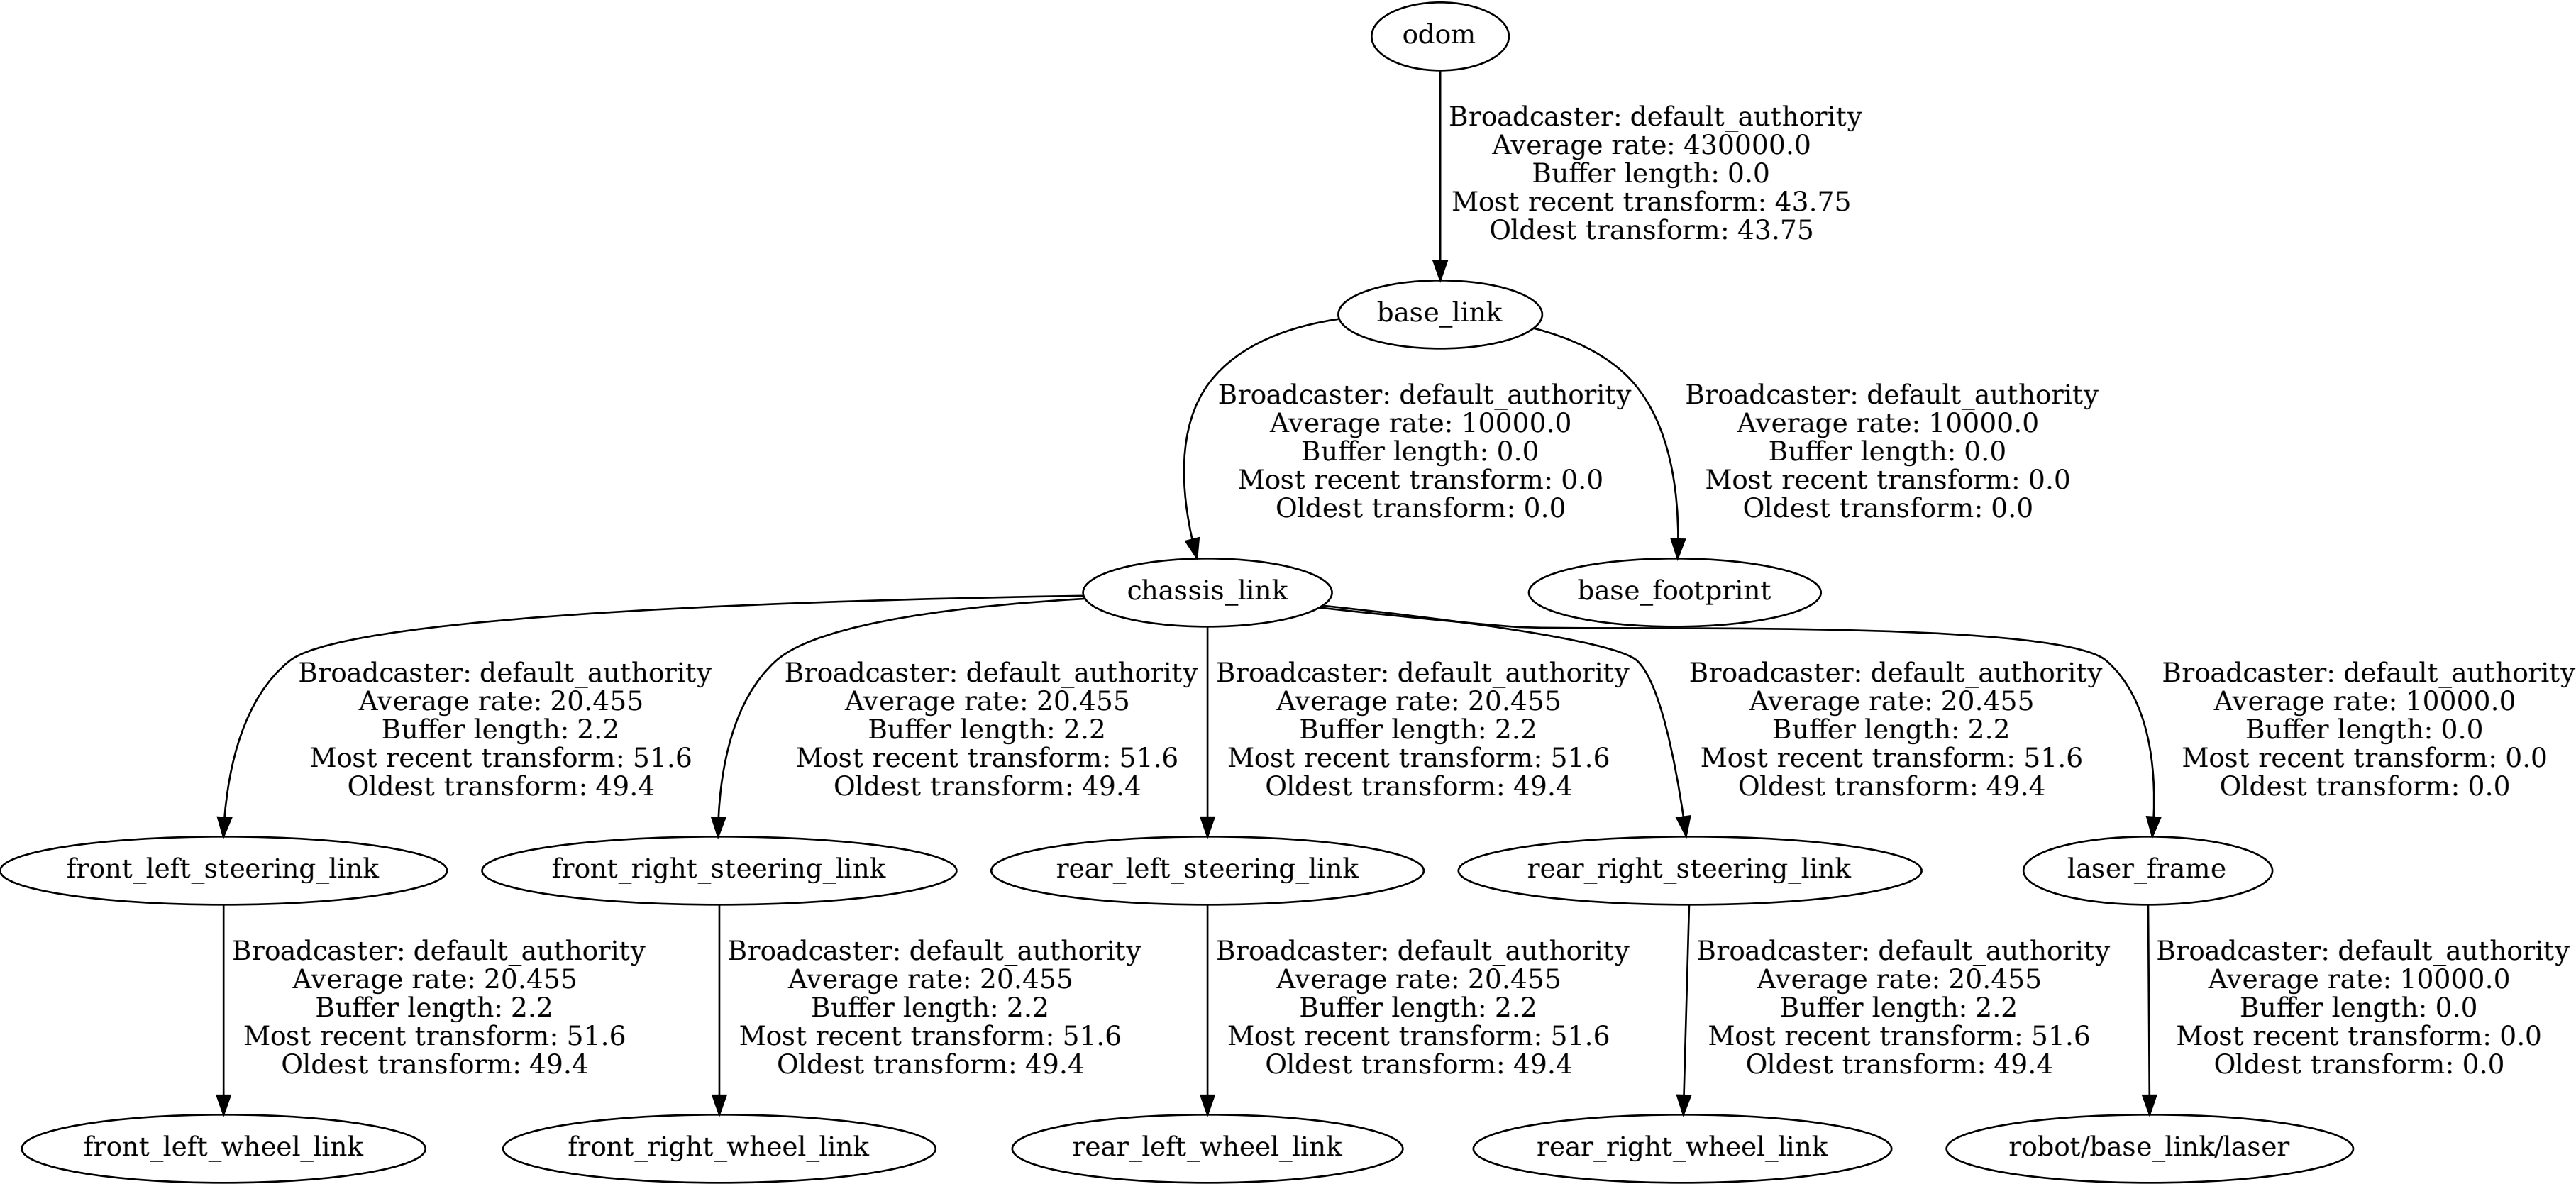 odom
Broadcaster: default_authority
Average rate: 430000.0
Buffer length: 0.0
Most recent transform: 43.75
Oldest transform: 43.75
base_link
Broadcaster: default_authority
Average rate: 10000.0
Buffer length: 0.0
Most recent transform: 0.0
Oldest transform: 0.0
Broadcaster: default_authority
Average rate: 10000.0
Buffer length: 0.0
Most recent transform: 0.0
Oldest transform: 0.0
chassis_link
base_footprint
Broadcaster: default_authority
Average rate: 20.455
Buffer length: 2.2
Most recent transform: 51.6
Oldest transform: 49.4
Broadcaster: default_authority
Average rate: 20.455
Buffer length: 2.2
Most recent transform: 51.6
Oldest transform: 49.4
Broadcaster: default_authority
Average rate: 20.455
Buffer length: 2.2
Most recent transform: 51.6
Oldest transform: 49.4
Broadcaster: default_authority
Average rate: 20.455
Buffer length: 2.2
Most recent transform: 51.6
Oldest transform: 49.4
Broadcaster: default_authority
Average rate: 10000.0
Buffer length: 0.0
Most recent transform: 0.0
Oldest transform: 0.0
front_left_steering_link
front_right_steering_link
rear_left_steering_link
rear_right_steering_link
laser_frame
Broadcaster: default_authority
Average rate: 20.455
Buffer length: 2.2
Most recent transform: 51.6
Oldest transform: 49.4
Broadcaster: default_authority
Average rate: 20.455
Buffer length: 2.2
Most recent transform: 51.6
Oldest transform: 49.4
Broadcaster: default_authority
Average rate: 20.455
Buffer length: 2.2
Most recent transform: 51.6
Oldest transform: 49.4
Broadcaster: default_authority
Average rate: 20.455
Buffer length: 2.2
Most recent transform: 51.6
Oldest transform: 49.4
Broadcaster: default_authority
Average rate: 10000.0
Buffer length: 0.0
Most recent transform: 0.0
Oldest transform: 0.0
front_left_wheel_link
front_right_wheel_link
rear_left_wheel_link
rear_right_wheel_link
robot/base_link/laser